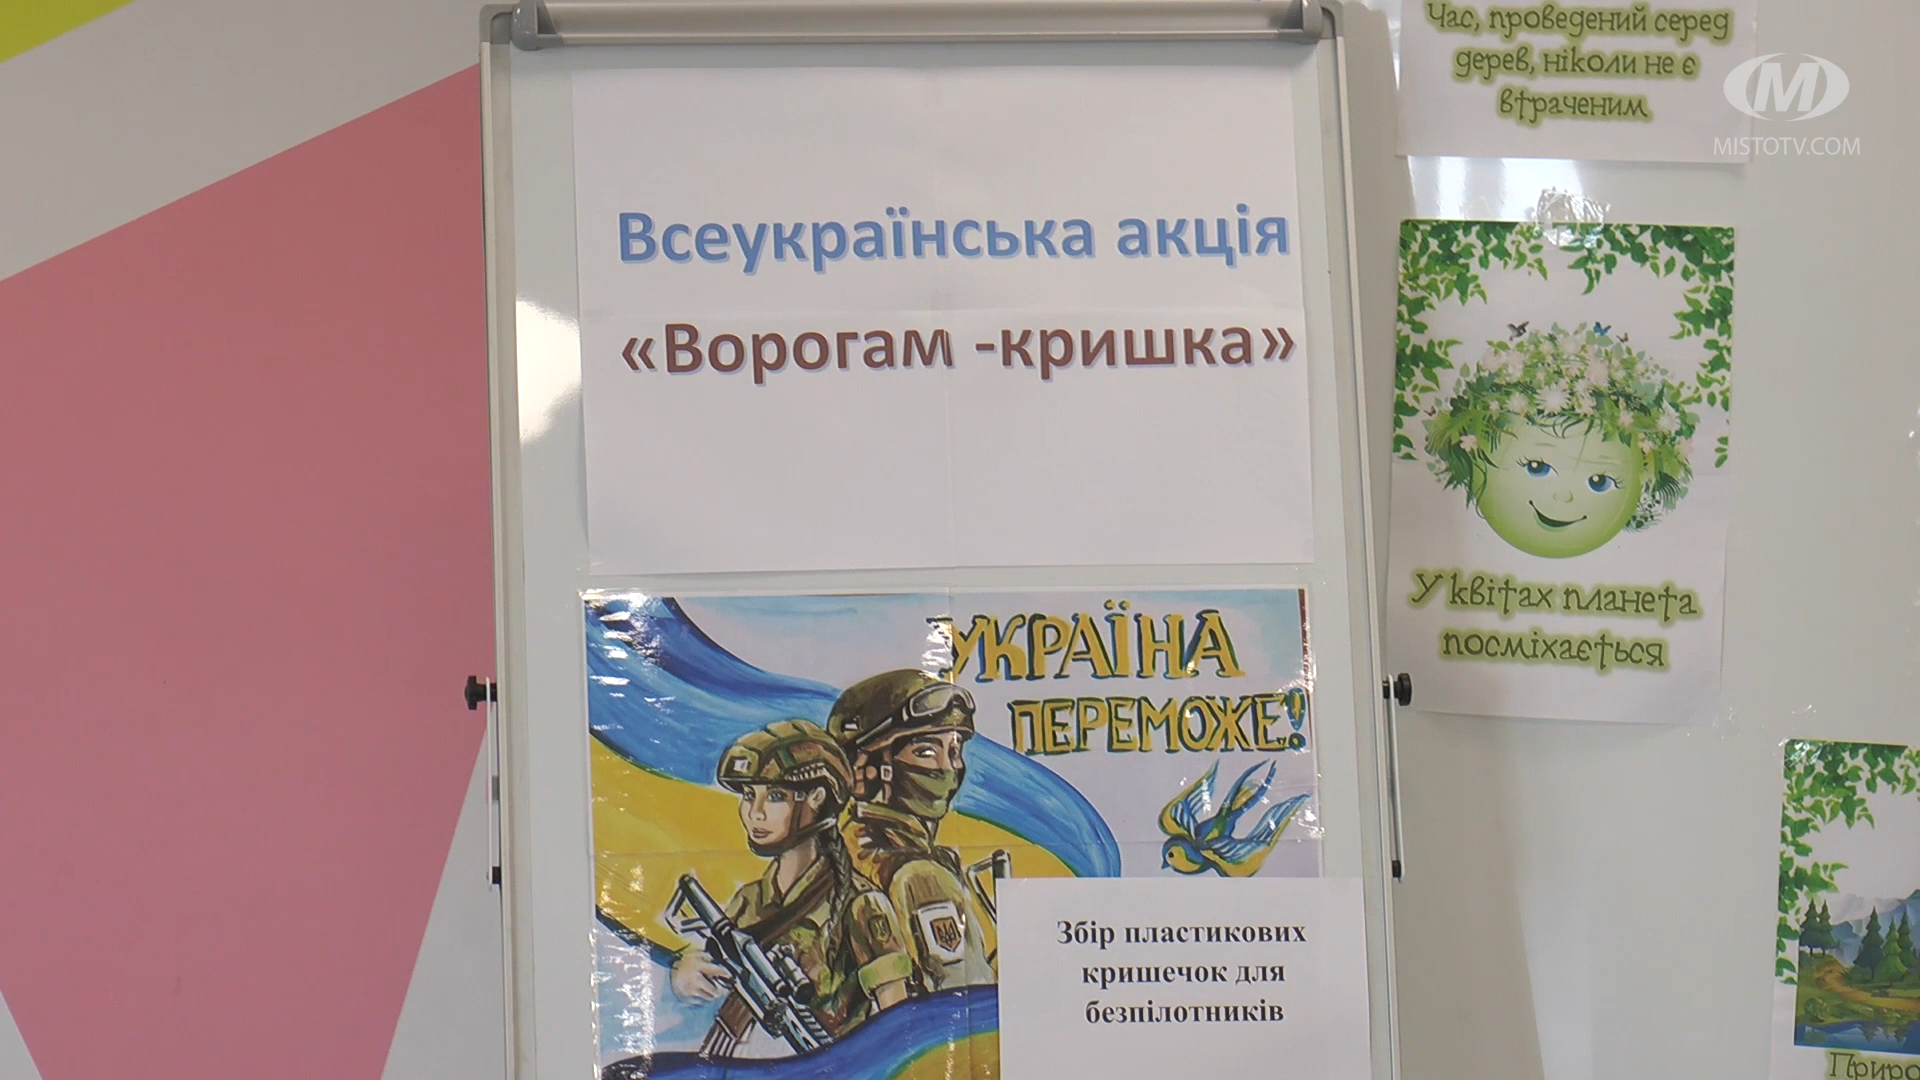 Всеукраїнська акція
«Ворогам -кришка»
УКРАЇНА
ПЕРЕМОЖЕ!
Збір пластикових
кришечок для
безпілотників
Час, проведений серед
дерев, ніколи не є
втраченим
У квітах планета
посміхається
M
MISTOTV.COM